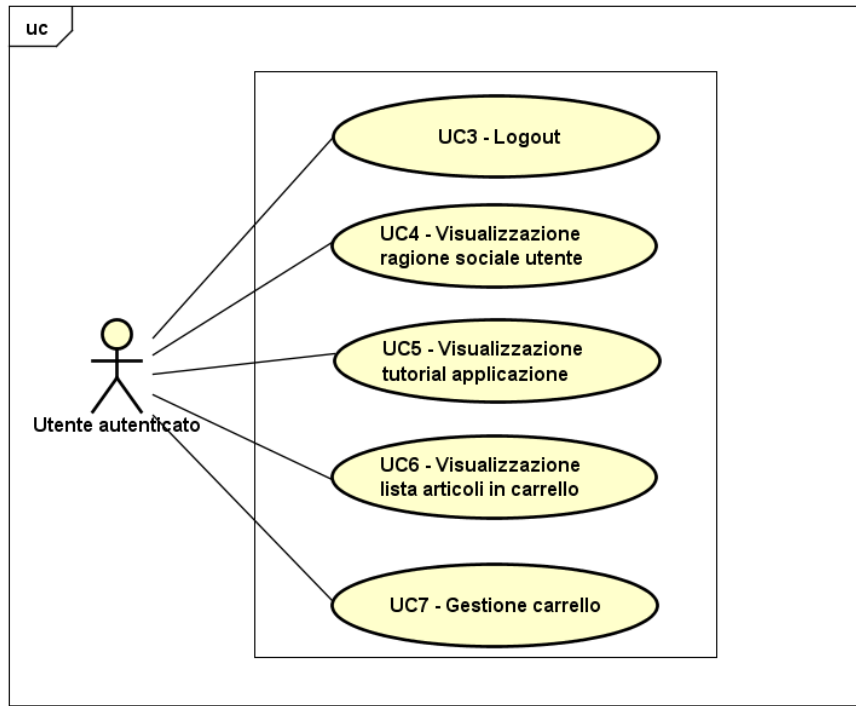 uc
UC3 - Logout
UC4 - Visualizzazione
ragione sociale utente
UC5 - Visualizzazione
tutorial applicazione
Utente autenticato
UC6 - Visualizzazione
lista articoli in carrello
UC7 - Gestione carrello